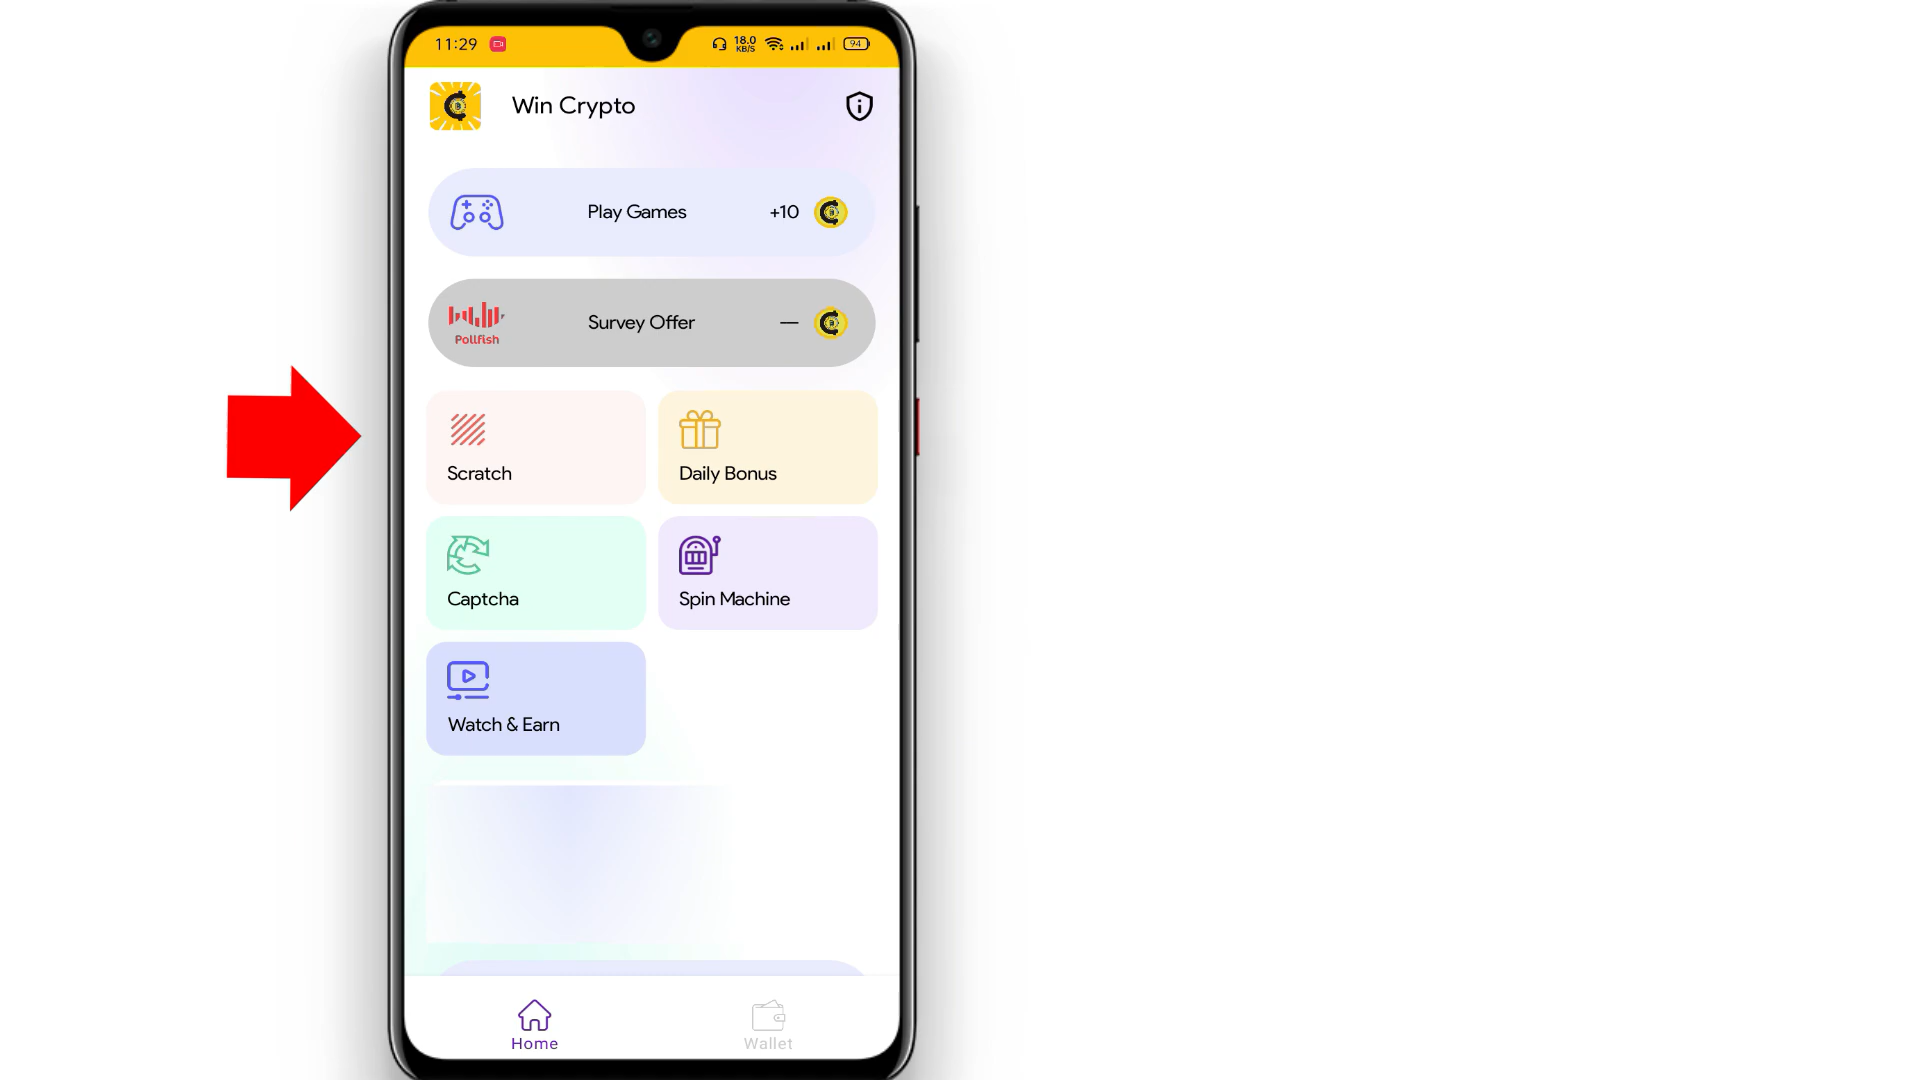 11:29
18.0
KB/S
94
Win Crypto
Play Games +10
Pollfish
Survey Offer —
Scratch
Daily Bonus
Captcha
Spin Machine
Watch & Earn
Home
Wallet